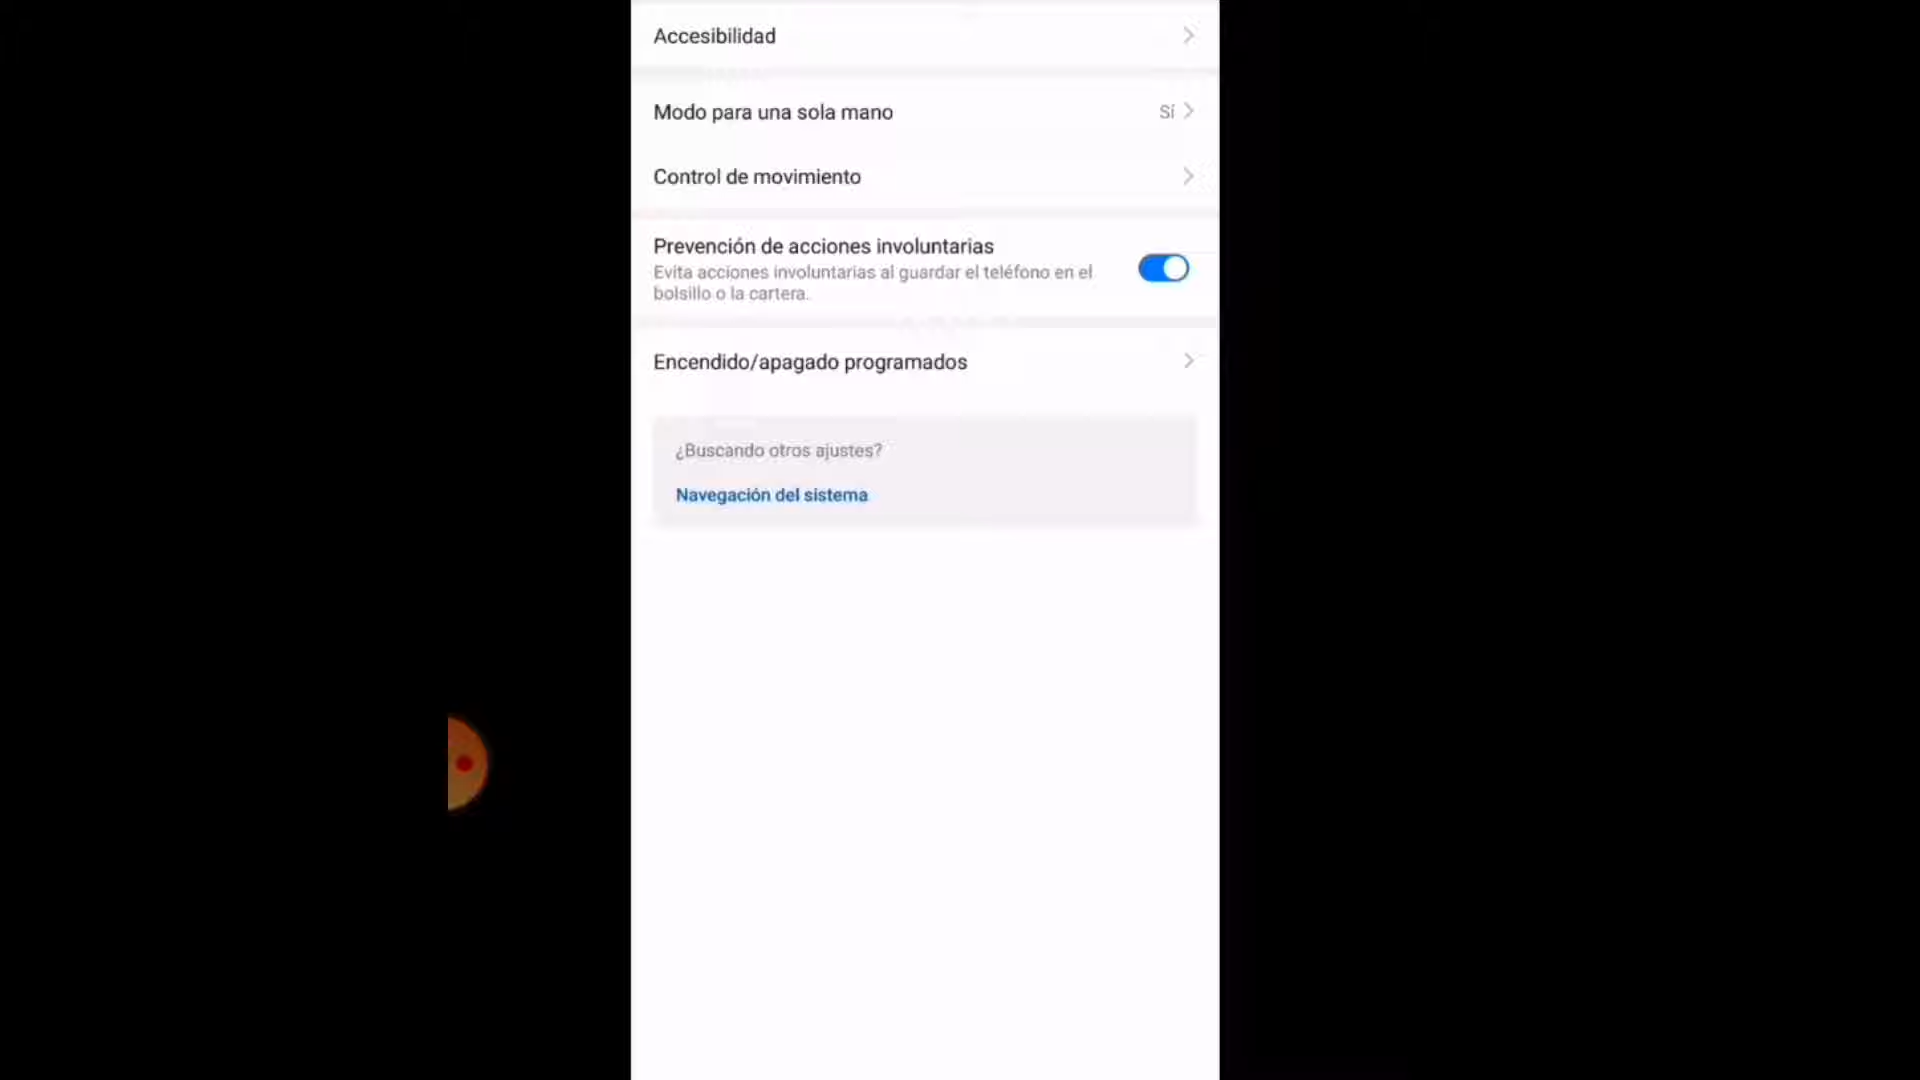 Accesibilidad
Modo para una sola mano
Sí
Control de movimiento
Prevención de acciones involuntarias
Evita acciones involuntarias al guardar el teléfono en el
bolsillo o la cartera.
Encendido/apagado programados
¿Buscando otros ajustes?
Navegación del sistema